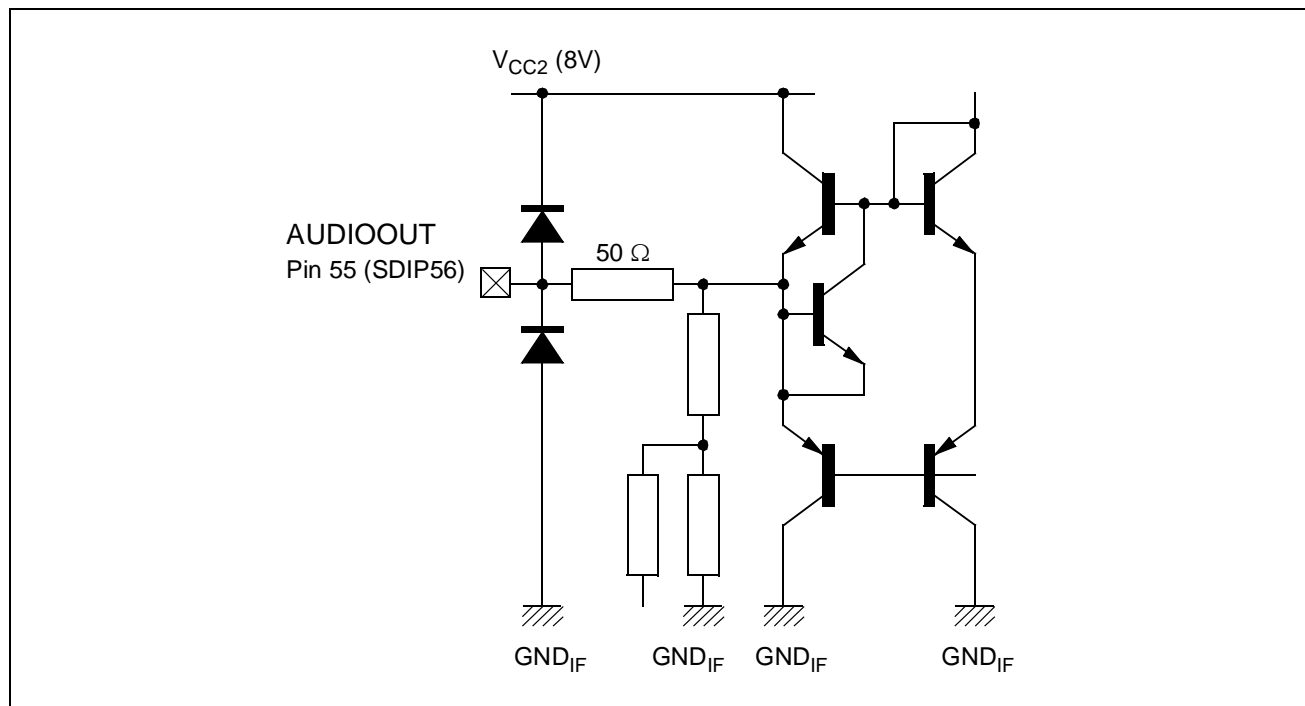 V_CC2 (8V)
AUDIOOUT
Pin 55 (SDIP56)
50 Ω
GND_IF GND_IF GND_IF GND_IF